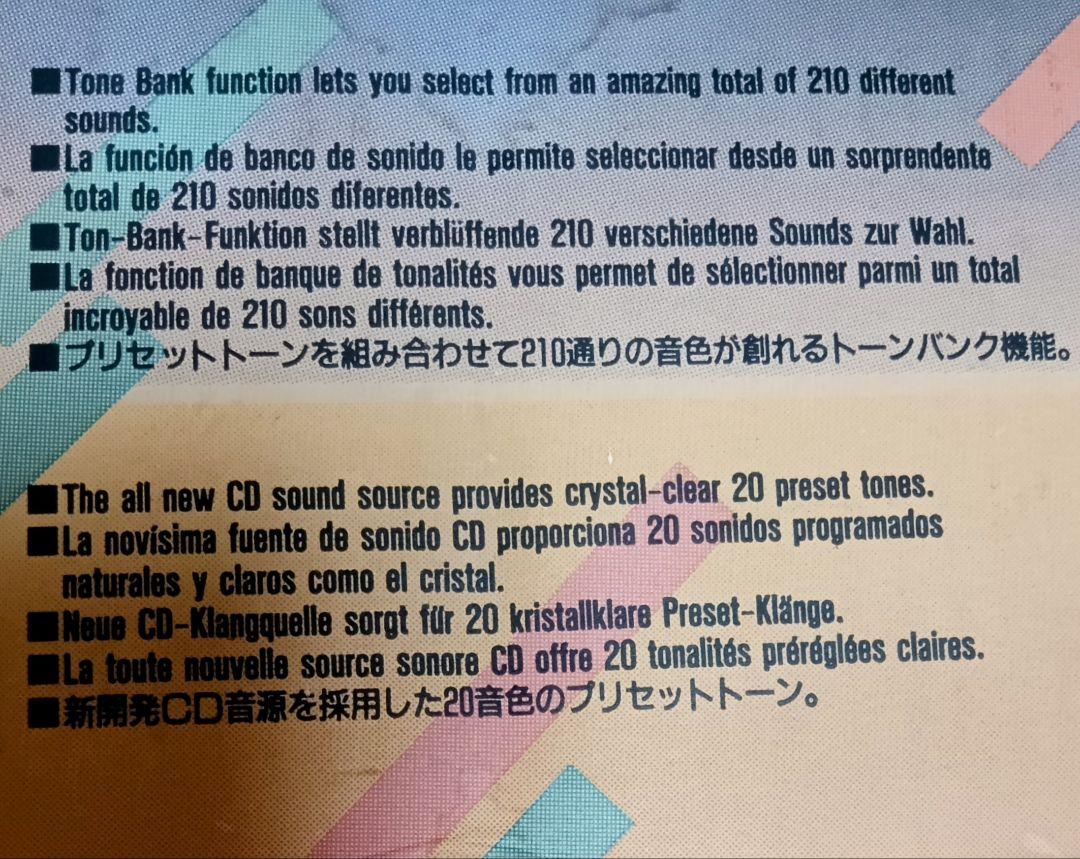 ■Tone Bank function lets you select from an amazing total of 210 different
sounds.
■La función de banco de sonido le permite seleccionar desde un sorprendente
total de 210 sonidos diferentes.
■Ton-Bank-Funktion stellt verblüffende 210 verschiedene Sounds zur Wahl.
■La fonction de banque de tonalités vous permet de sélectionner parmi un total
incroyable de 210 sons différents.
■プリセットトーンを組み合わせて210通りの音色が創れるトーンバンク機能。
■The all new CD sound source provides crystal-clear 20 preset tones.
■La novísima fuente de sonido CD proporciona 20 sonidos programados
naturales y claros como el cristal.
■Neue CD-Klangquelle sorgt für 20 kristallklare Preset-Klänge.
■La toute nouvelle source sonore CD offre 20 tonalités préréglées claires.
■新開発CD音源を採用した20音色のプリセットトーン。